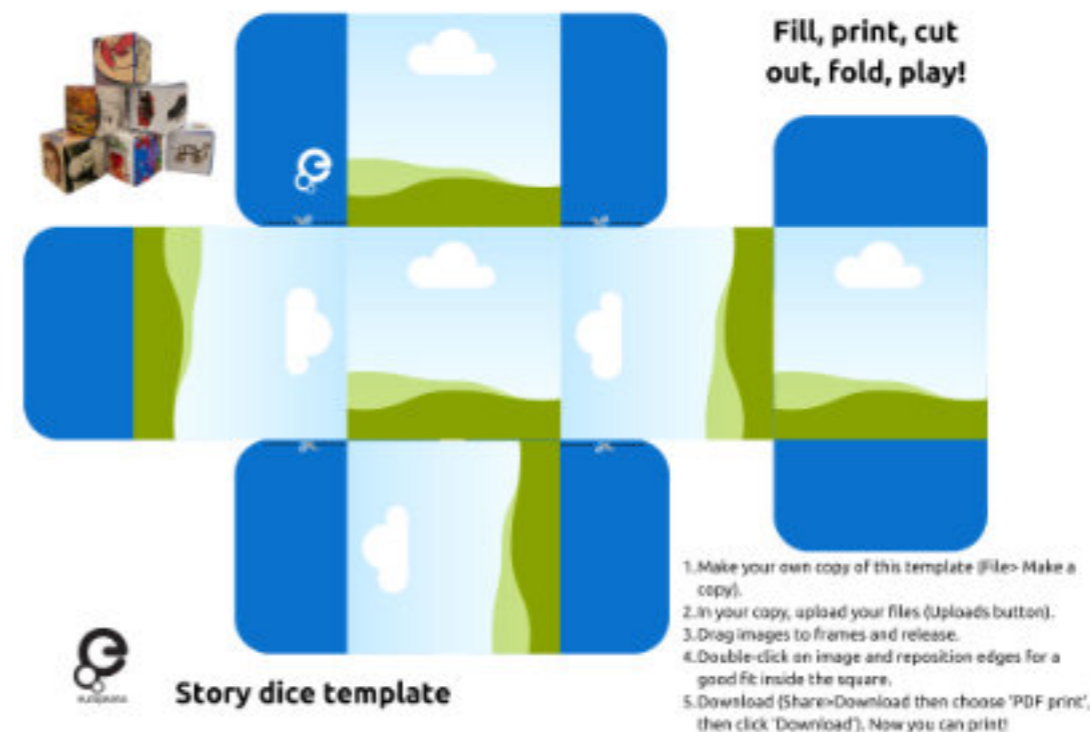 Fill, print, cut
out, fold, play!
1.Make your own copy of this template (File> Make a
copy).
2.In your copy, upload your files (Uploads button).
3.Drag images to frames and release.
4.Double-click on image and reposition edges for a
good fit inside the square.
5.Download (Share>Download then choose 'PDF print',
then click 'Download'). Now you can print!
europeana
Story dice template